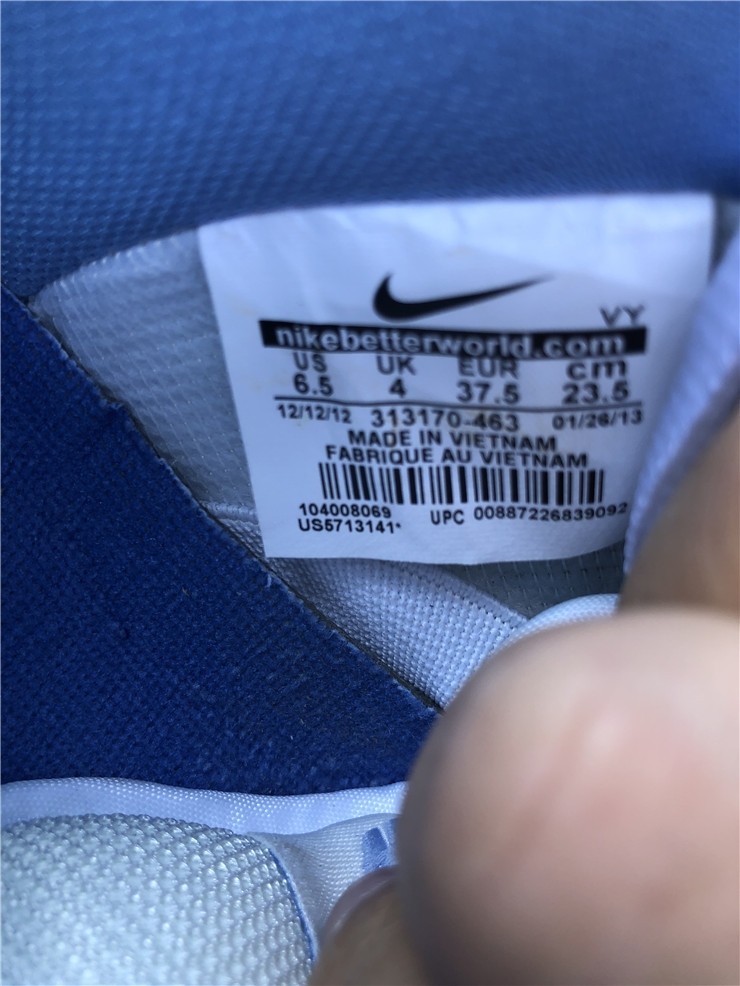 VY
nikebetterworld.com
US UK EUR cm
6.5 4 37.5 23.5
12/12/12 313170-463 01/26/13
MADE IN VIETNAM
FABRIQUE AU VIETNAM
104008069
US5713141* UPC 00887226839092